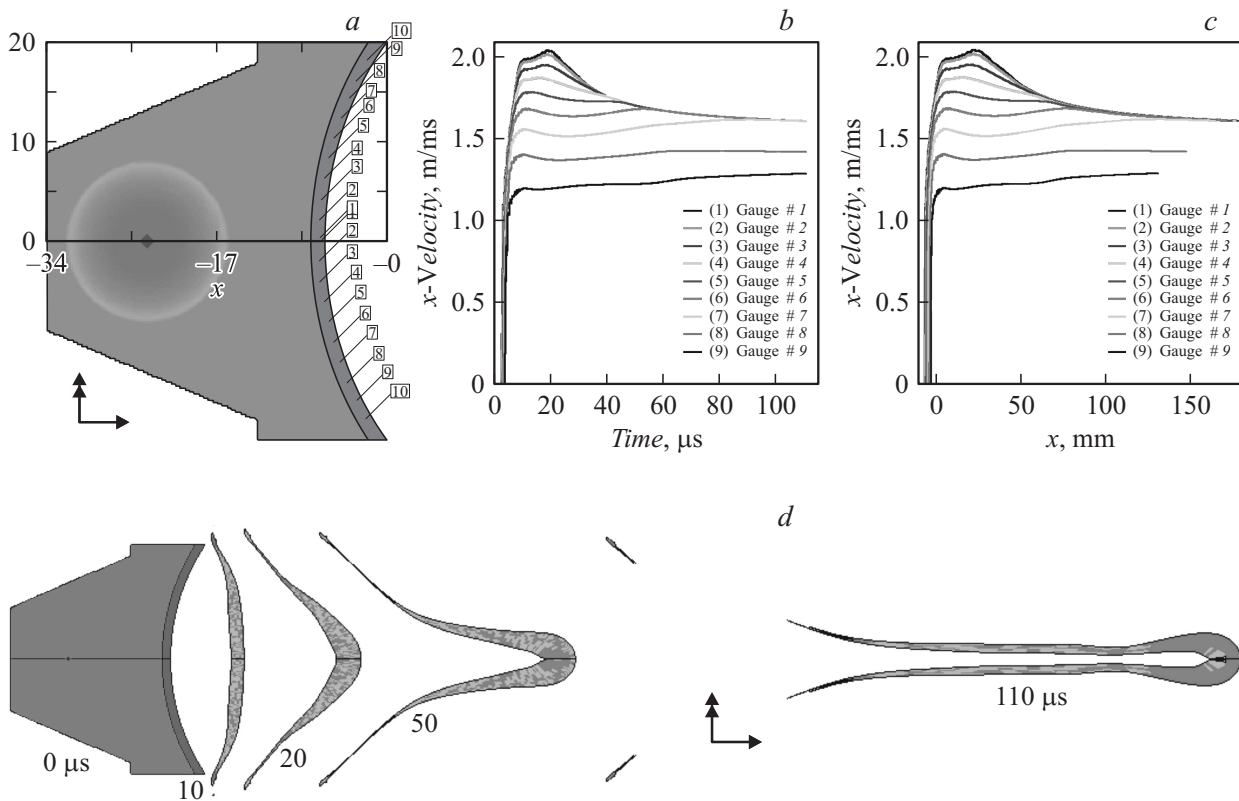 a
20
10
0
−34
−17
x
−0
10
9
8
7
6
5
4
3
2
1
2
3
4
5
6
7
8
9
10
b
x-Velocity, m/ms
2.0
1.5
1.0
0.5
0
0 20 40 60 80 100
Time, μs
(1) Gauge # 1
(2) Gauge # 2
(3) Gauge # 3
(4) Gauge # 4
(5) Gauge # 5
(6) Gauge # 6
(7) Gauge # 7
(8) Gauge # 8
(9) Gauge # 9
c
x-Velocity, m/ms
2.0
1.5
1.0
0.5
0
0 50 100 150
x, mm
(1) Gauge # 1
(2) Gauge # 2
(3) Gauge # 3
(4) Gauge # 4
(5) Gauge # 5
(6) Gauge # 6
(7) Gauge # 7
(8) Gauge # 8
(9) Gauge # 9
d
0 μs
10
20
50
110 μs